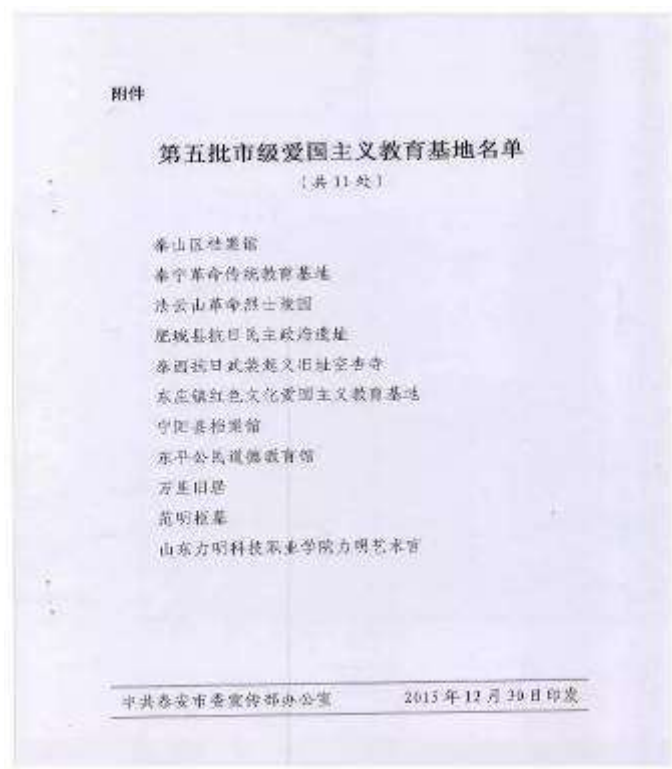 附件
第五批市级爱国主义教育基地名单
（共11处）
泰山区档案馆
泰宁革命传统教育基地
法云山革命烈士陵园
肥城县抗日民主政府遗址
泰西抗日武装起义旧址空杏寺
东庄镇红色文化爱国主义教育基地
宁阳县档案馆
东平公民道德教育馆
万里旧居
范明枢墓
山东力明科技职业学院力明艺术宫
中共泰安市委宣传部办公室 2015年12月30日印发